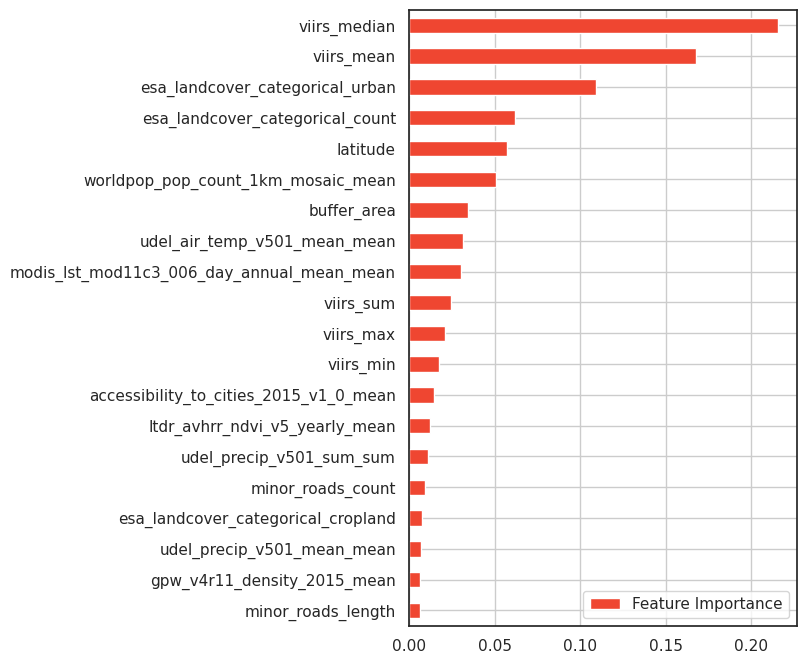 viirs_median
viirs_mean
esa_landcover_categorical_urban
esa_landcover_categorical_count
latitude
worldpop_pop_count_1km_mosaic_mean
buffer_area
udel_air_temp_v501_mean_mean
modis_lst_mod11c3_006_day_annual_mean_mean
viirs_sum
viirs_max
viirs_min
accessibility_to_cities_2015_v1_0_mean
ltdr_avhrr_ndvi_v5_yearly_mean
udel_precip_v501_sum_sum
minor_roads_count
esa_landcover_categorical_cropland
udel_precip_v501_mean_mean
gpw_v4r11_density_2015_mean
minor_roads_length
Feature Importance
0.00 0.05 0.10 0.15 0.20